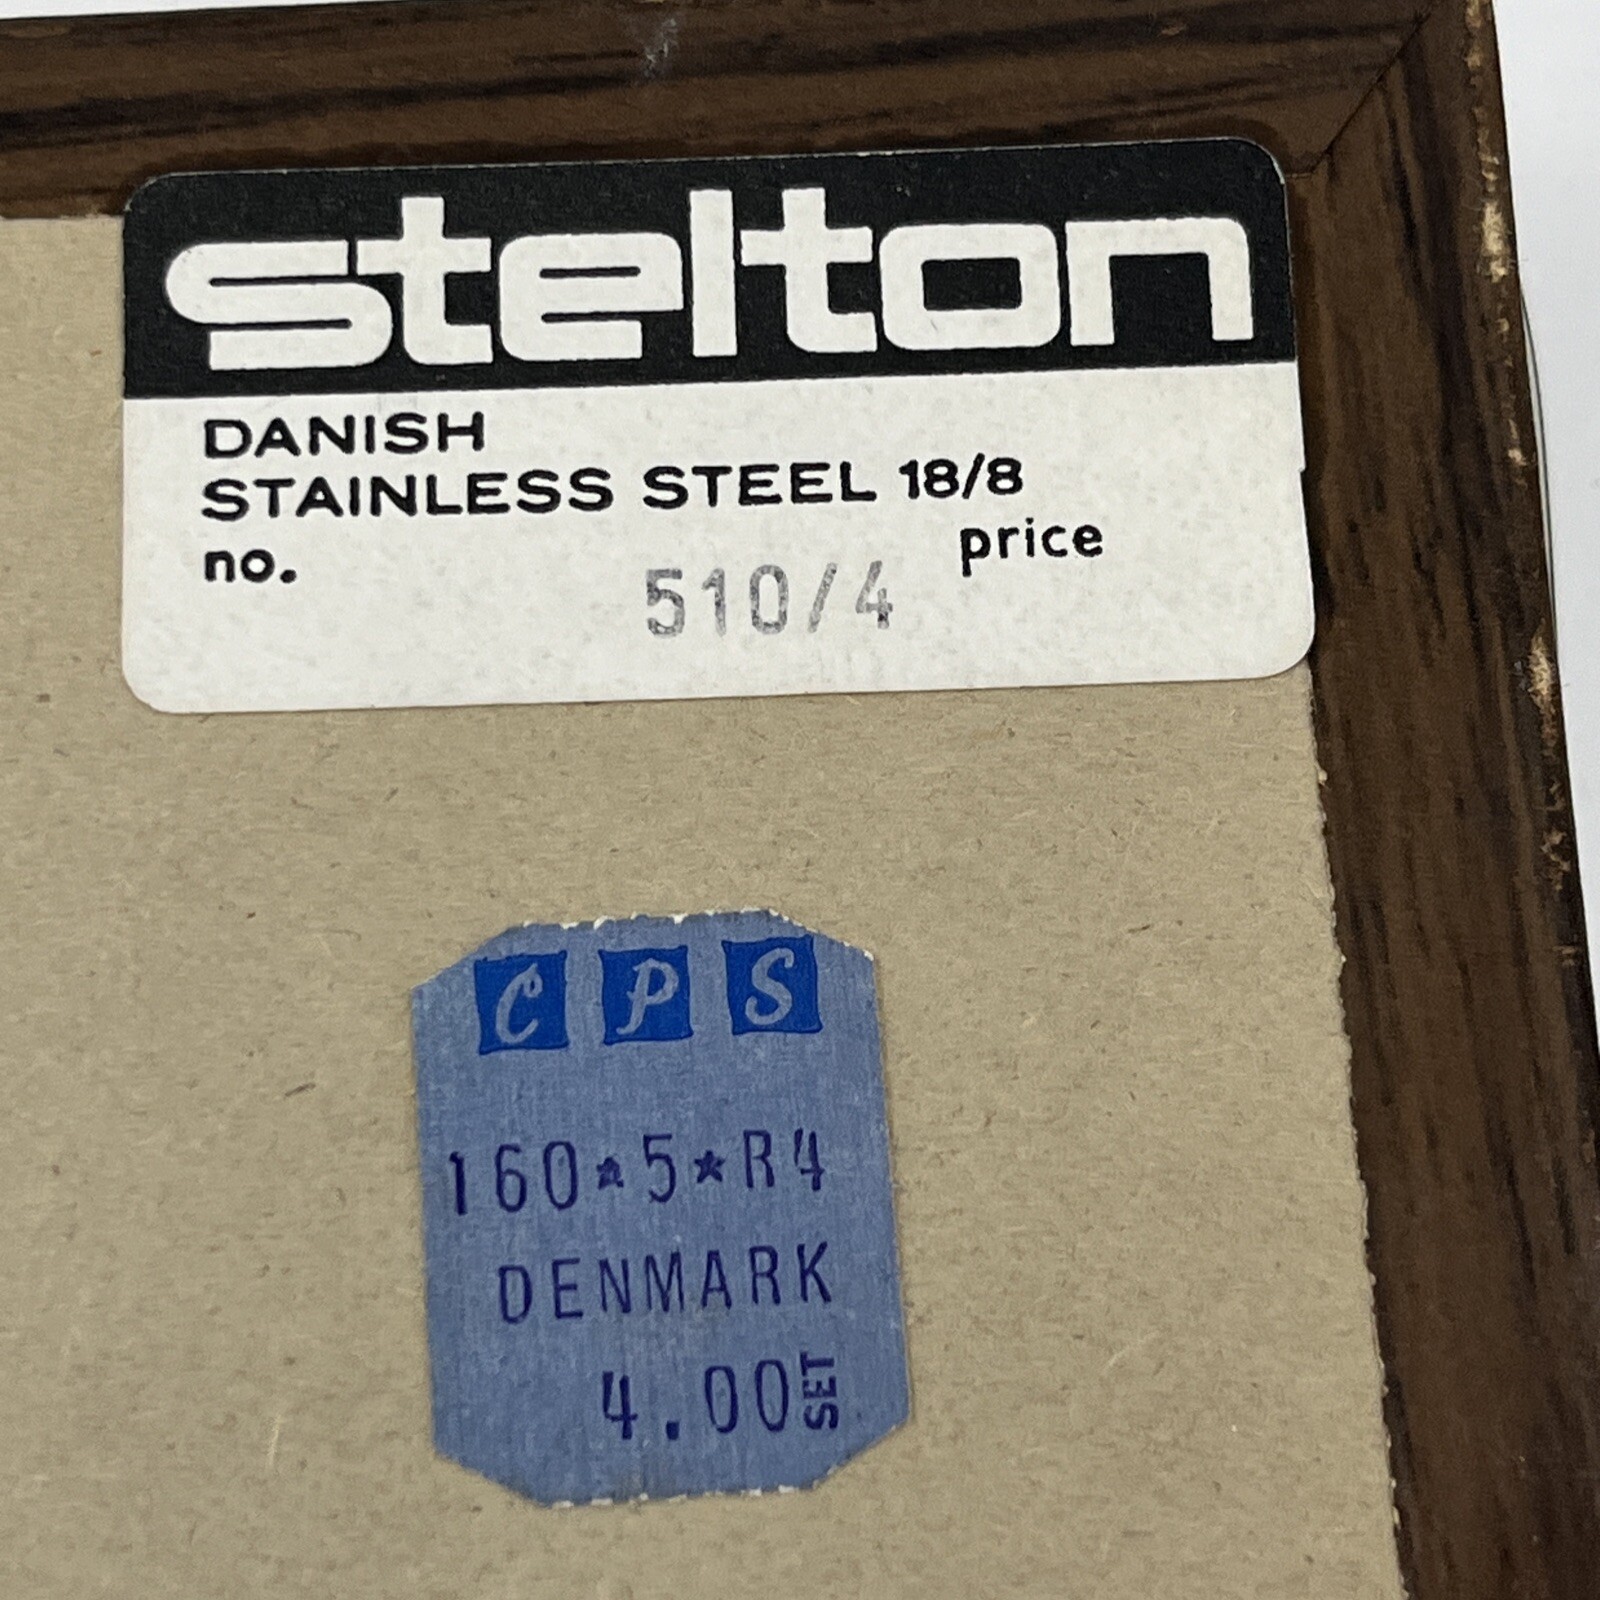 stelton
DANISH
STAINLESS STEEL 18/8
no. price
510/4
CPS
160*5*R4
DENMARK
4.00 SET